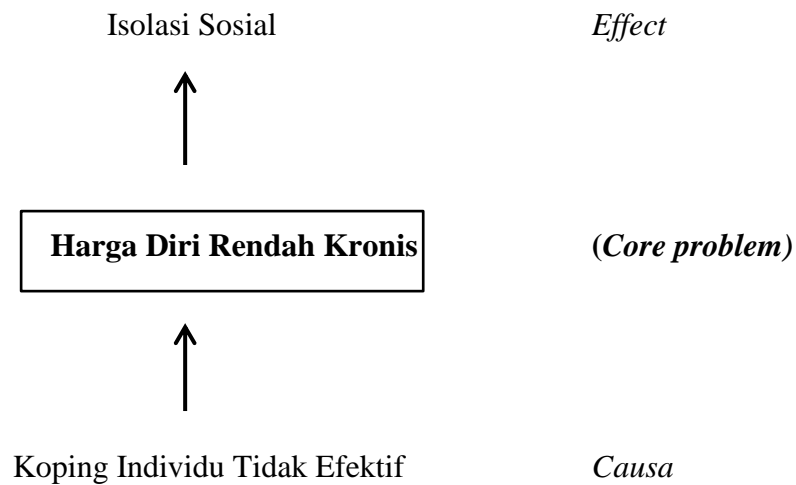 Isolasi Sosial Effect
Harga Diri Rendah Kronis (Core problem)
Koping Individu Tidak Efektif Causa